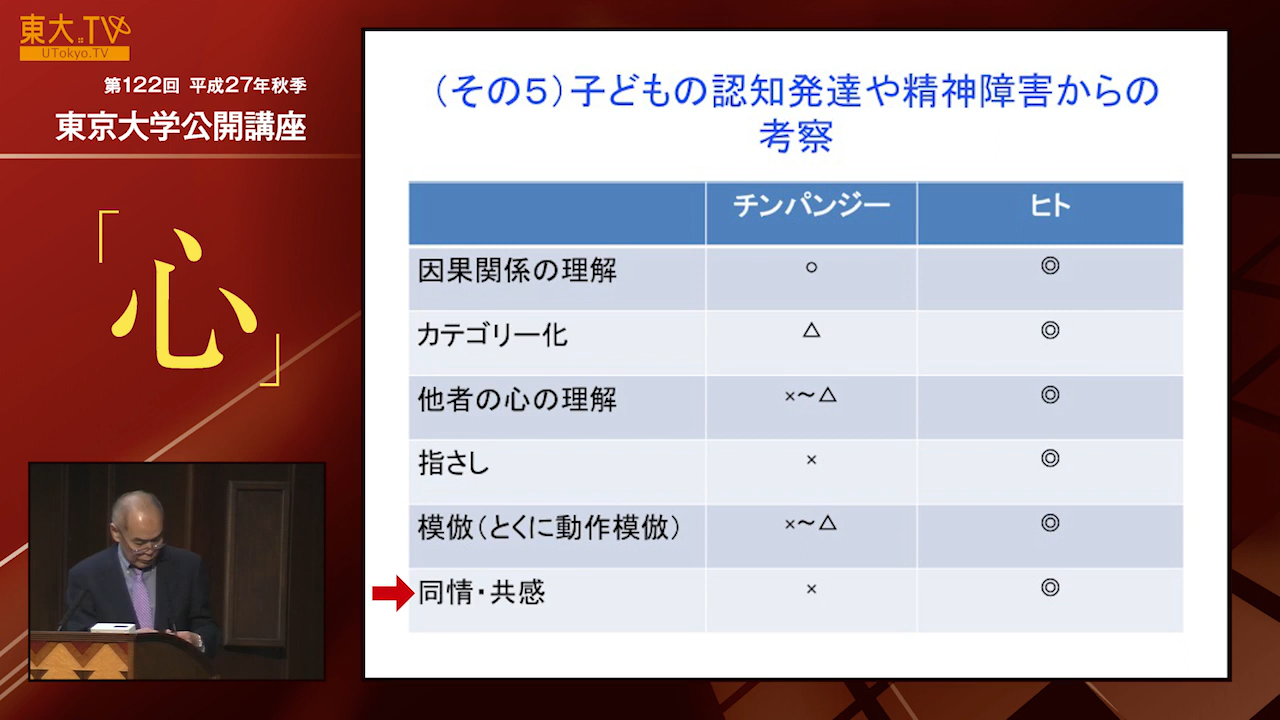 東大.TV
UTokyo.TV
第122回 平成27年秋季
東京大学公開講座
「心」
（その５）子どもの認知発達や精神障害からの
考察
チンパンジー ヒト
因果関係の理解 ○ ◎
カテゴリー化 △ ◎
他者の心の理解 ×～△ ◎
指さし × ◎
模倣（とくに動作模倣） ×～△ ◎
同情・共感 × ◎